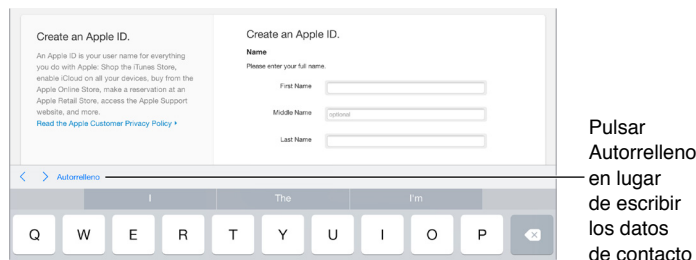 Create an Apple ID.
An Apple ID is your user name for everything
you do with Apple: Shop the iTunes Store,
enable iCloud on all your devices, buy from the
Apple Online Store, make a reservation at an
Apple Retail Store, access the Apple Support
website, and more.
Read the Apple Customer Privacy Policy
Create an Apple ID.
Name
Please enter your full name.
First Name
Middle Name
optional
Last Name
Autorrelleno
I
The
I'm
Q W E R T Y U I O P
Pulsar
Autorrelleno
en lugar
de escribir
los datos
de contacto